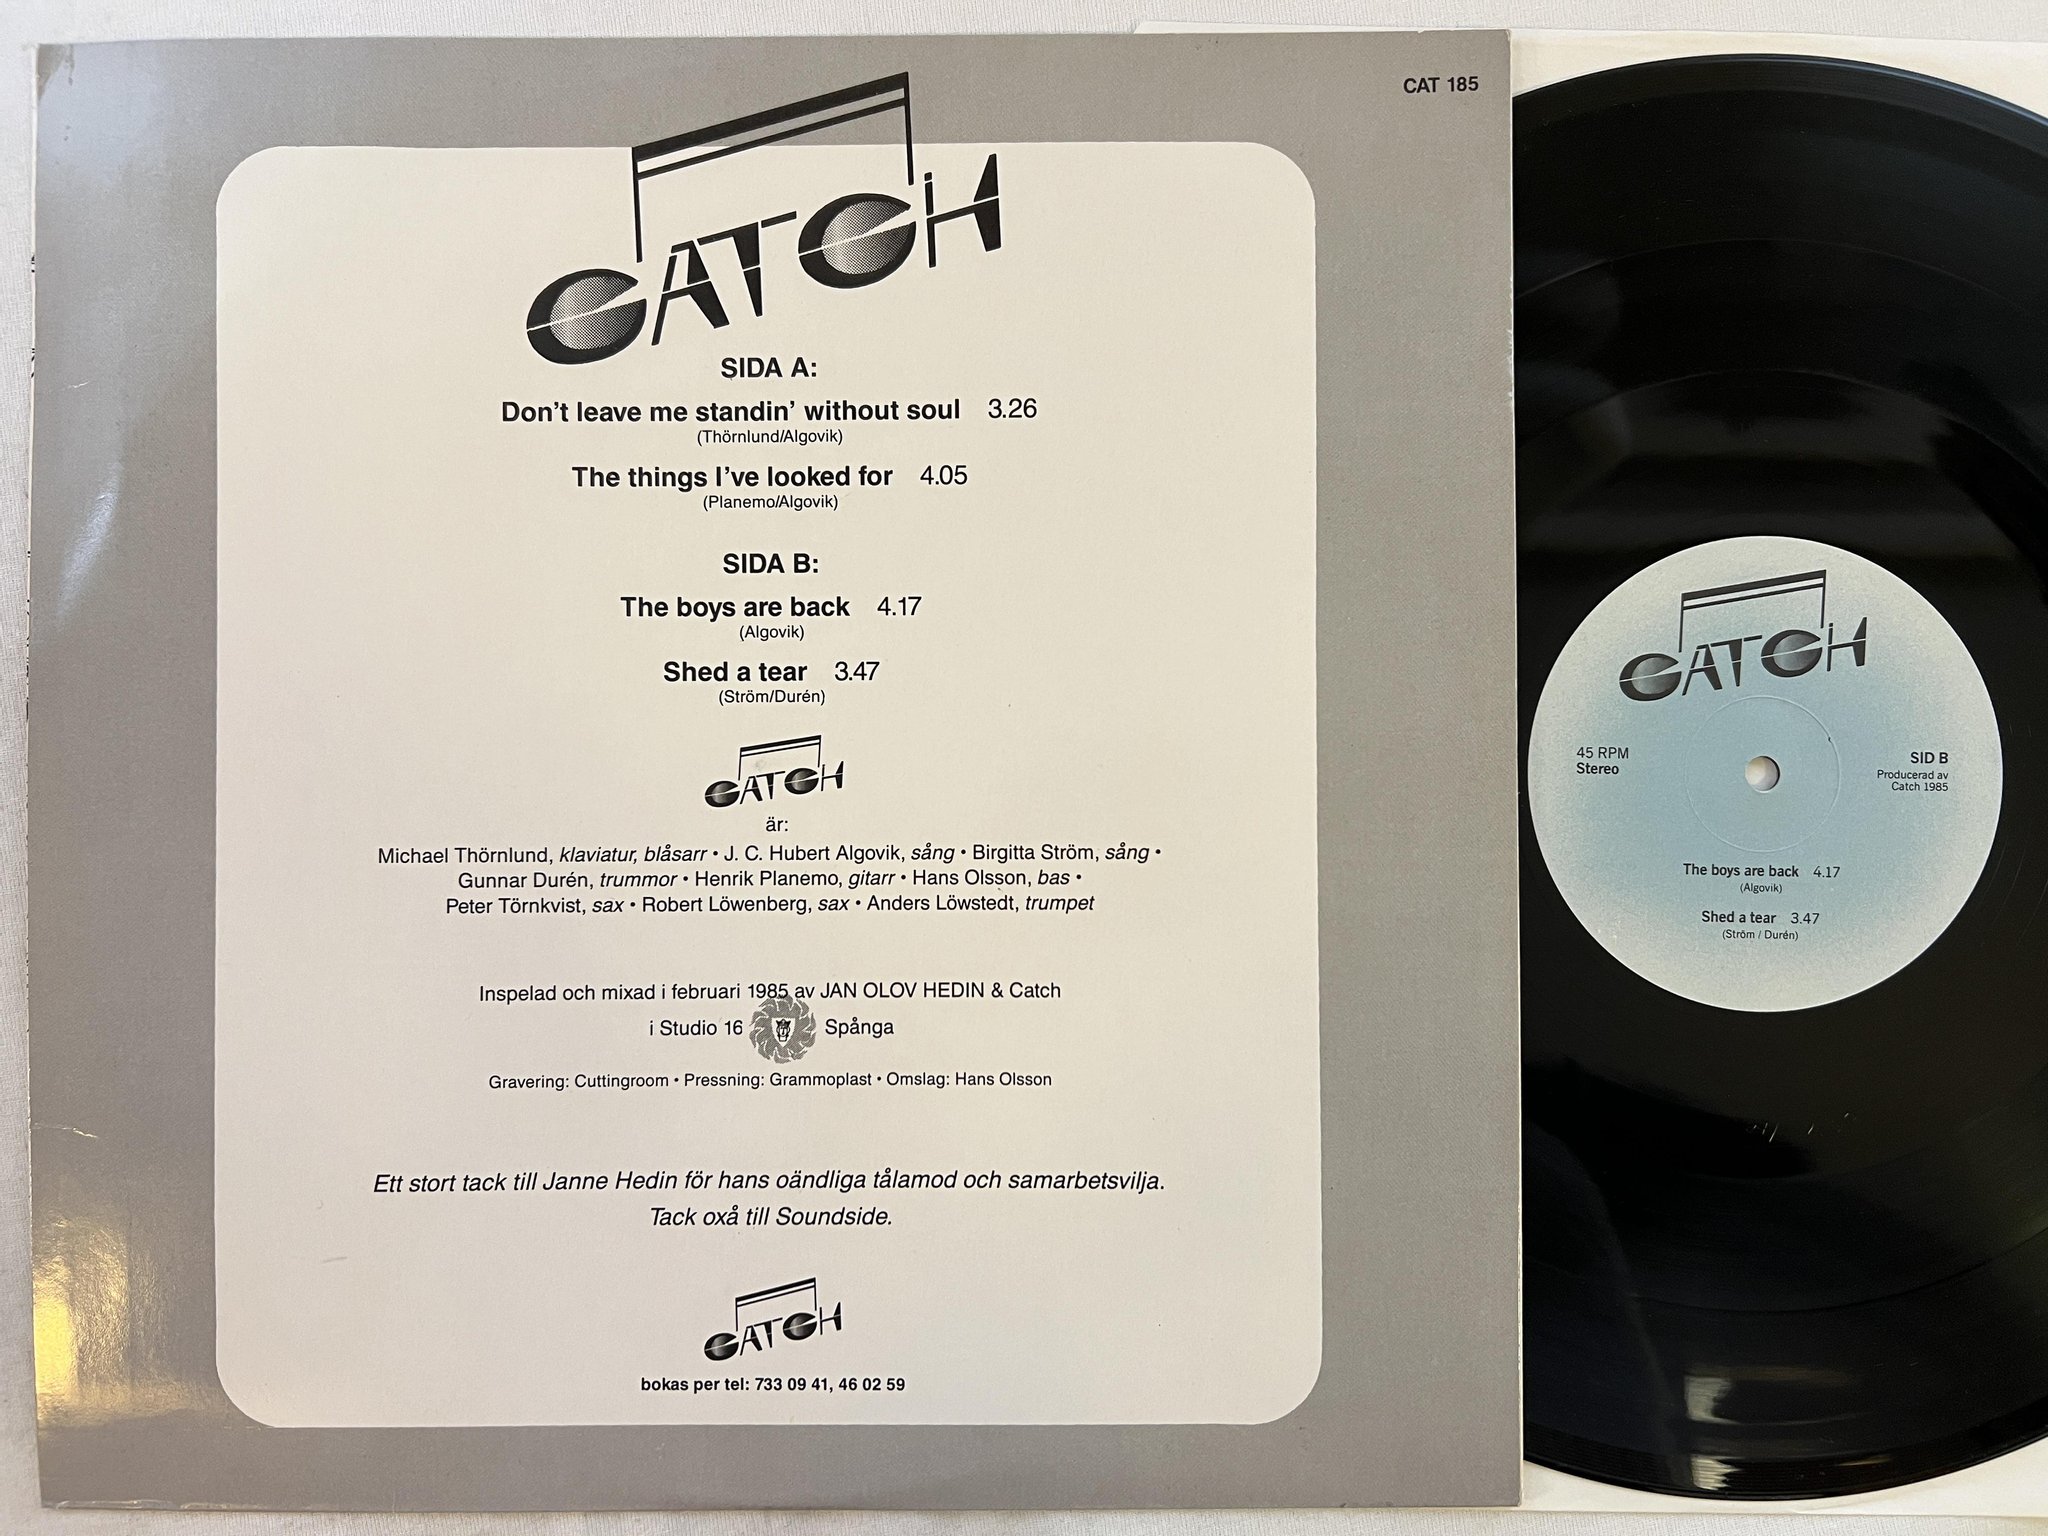 CAT 185
CATCH
SIDA A:
Don't leave me standin' without soul 3.26
(Thörnlund/Algovik)
The things I've looked for 4.05
(Planemo/Algovik)
SIDA B:
The boys are back 4.17
(Algovik)
Shed a tear 3.47
(Ström/Durén)
CATCH
är:
Michael Thörnlund, klaviatur, blåsarr • J. C. Hubert Algovik, sång • Birgitta Ström, sång •
Gunnar Durén, trummor • Henrik Planemo, gitarr • Hans Olsson, bas •
Peter Törnkvist, sax • Robert Löwenberg, sax • Anders Löwstedt, trumpet
Inspelad och mixad i februari 1985 av JAN OLOV HEDIN & Catch
i Studio 16 Spånga
Gravering: Cuttingroom • Pressning: Grammoplast • Omslag: Hans Olsson
Ett stort tack till Janne Hedin för hans oändliga tålamod och samarbetsvilja.
Tack oxå till Soundside.
CATCH
bokas per tel: 733 09 41, 46 02 59
CATCH
45 RPM
Stereo
SID B
Producerad av
Catch 1985
The boys are back 4.17
(Algovik)
Shed a tear 3.47
(Ström / Durén)